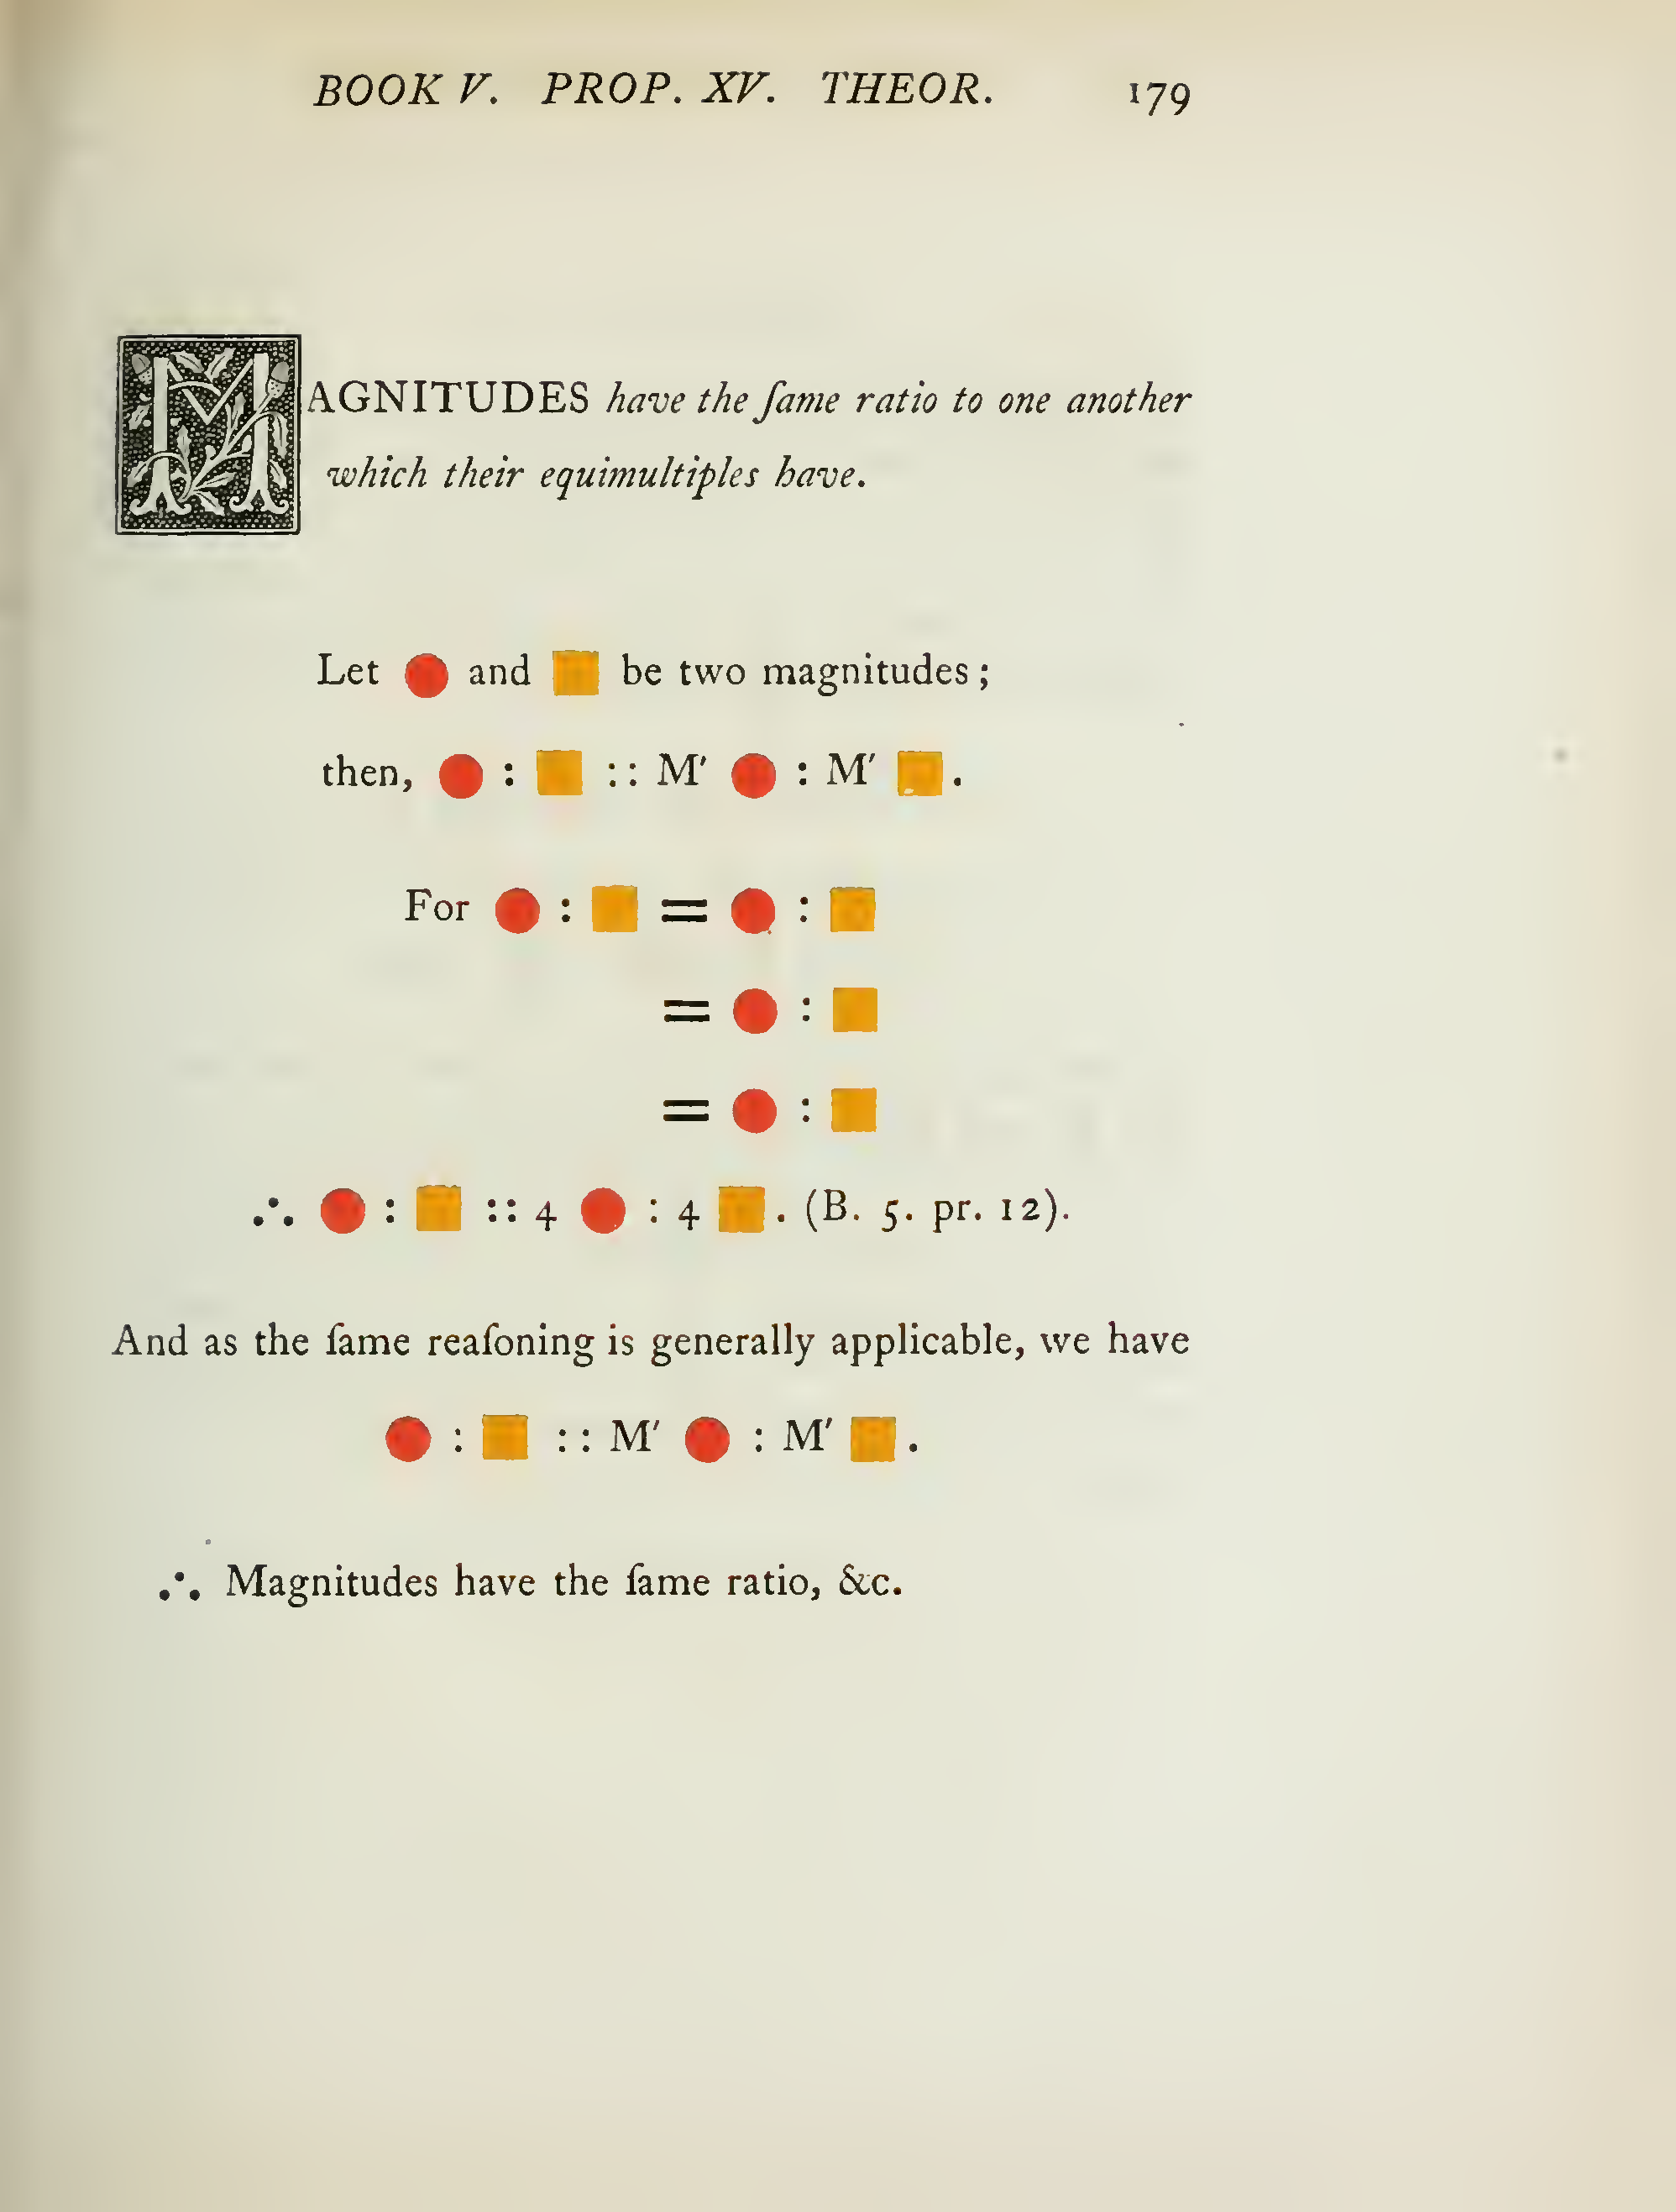 BOOK V. PROP. XV. THEOR. 179
MAGNITUDES have the ſame ratio to one another
which their equimultiples have.
Let 🔴 and 🟧 be two magnitudes;
then, 🔴 : 🟧 :: M′ 🔴 : M′ 🟧.
For 🔴 : 🟧 = 🔴 : 🟧
= 🔴 : 🟧
= 🔴 : 🟧
∴ 🔴 : 🟧 :: 4 🔴 : 4 🟧. (B. 5. pr. 12).
And as the ſame reaſoning is generally applicable, we have
🔴 : 🟧 :: M′ 🔴 : M′ 🟧.
∴ Magnitudes have the ſame ratio, &c.